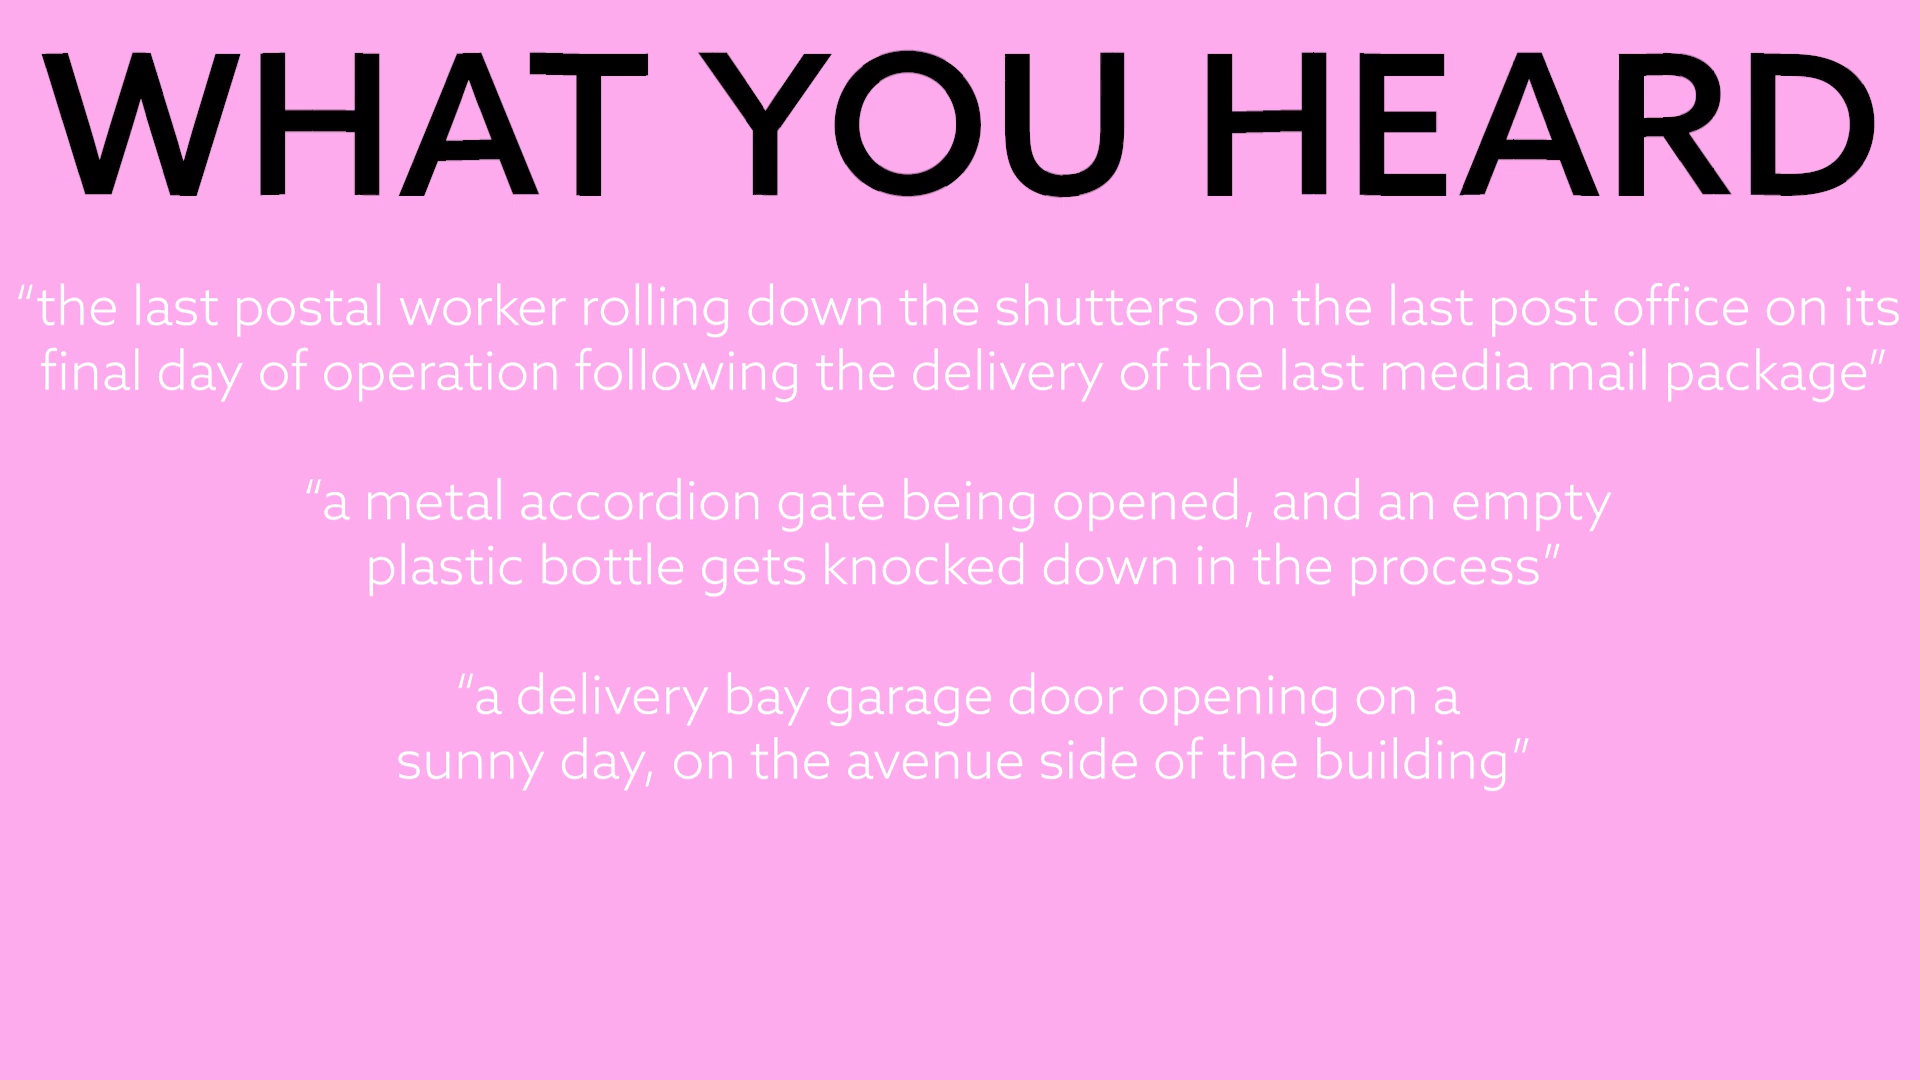 WHAT YOU HEARD
“the last postal worker rolling down the shutters on the last post office on its
final day of operation following the delivery of the last media mail package”
“a metal accordion gate being opened, and an empty
plastic bottle gets knocked down in the process”
“a delivery bay garage door opening on a
sunny day, on the avenue side of the building”